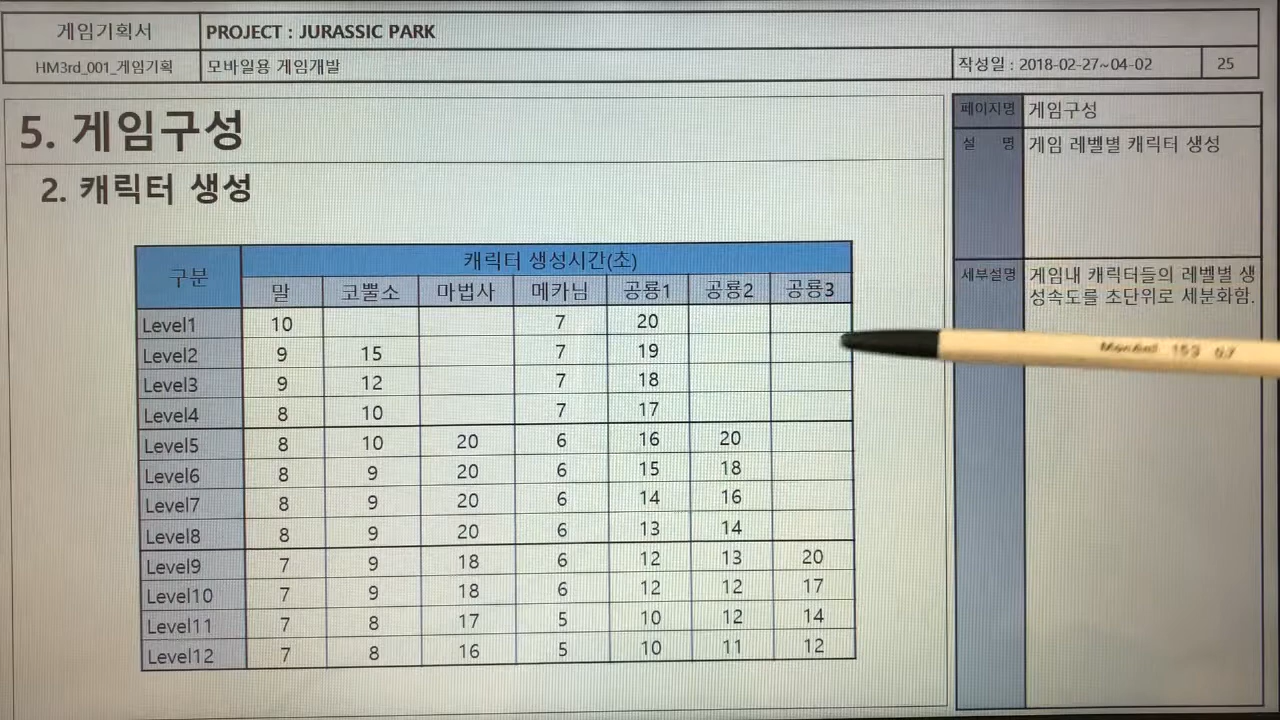 게임기획서 PROJECT : JURASSIC PARK
HM3rd_001_게임기획 모바일용 게임개발 작성일 : 2018-02-27~04-02 25
5. 게임구성
2. 캐릭터 생성
구분 캐릭터 생성시간(초)
말 코뿔소 마법사 메카님 공룡1 공룡2 공룡3
Level1 10 7 20
Level2 9 15 7 19
Level3 9 12 7 18
Level4 8 10 7 17
Level5 8 10 20 6 16 20
Level6 8 9 20 6 15 18
Level7 8 9 20 6 14 16
Level8 8 9 20 6 13 14
Level9 7 9 18 6 12 13 20
Level10 7 9 18 6 12 12 17
Level11 7 8 17 5 10 12 14
Level12 7 8 16 5 10 11 12
페이지명 게임구성
설 명 게임 레벨별 캐릭터 생성
세부설명 게임내 캐릭터들의 레벨별 생
성속도를 초단위로 세분화함.
153 0.7